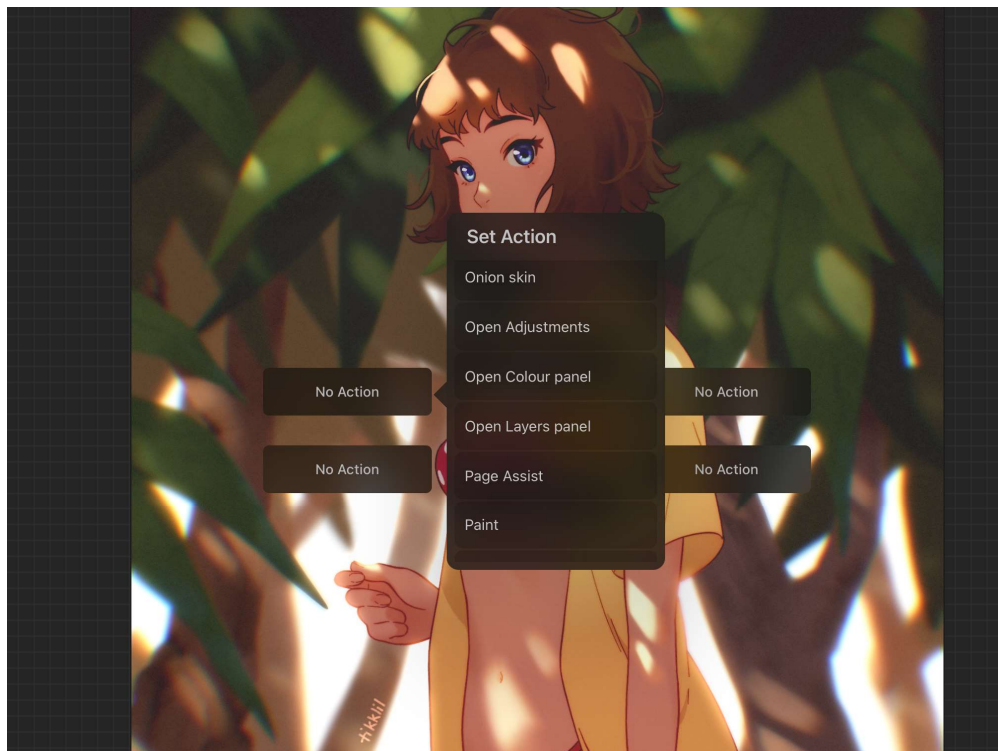 Set Action
Onion skin
Open Adjustments
Open Colour panel
Open Layers panel
Page Assist
Paint
No Action
No Action
No Action
No Action
tikklil